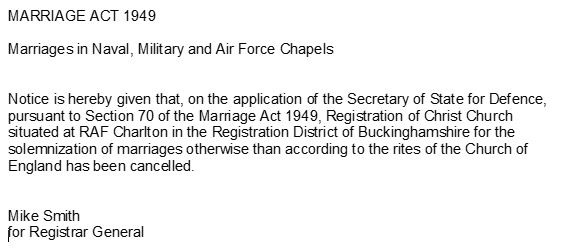 MARRIAGE ACT 1949
Marriages in Naval, Military and Air Force Chapels
Notice is hereby given that, on the application of the Secretary of State for Defence,
pursuant to Section 70 of the Marriage Act 1949, Registration of Christ Church
situated at RAF Charlton in the Registration District of Buckinghamshire for the
solemnization of marriages otherwise than according to the rites of the Church of
England has been cancelled.
Mike Smith
for Registrar General